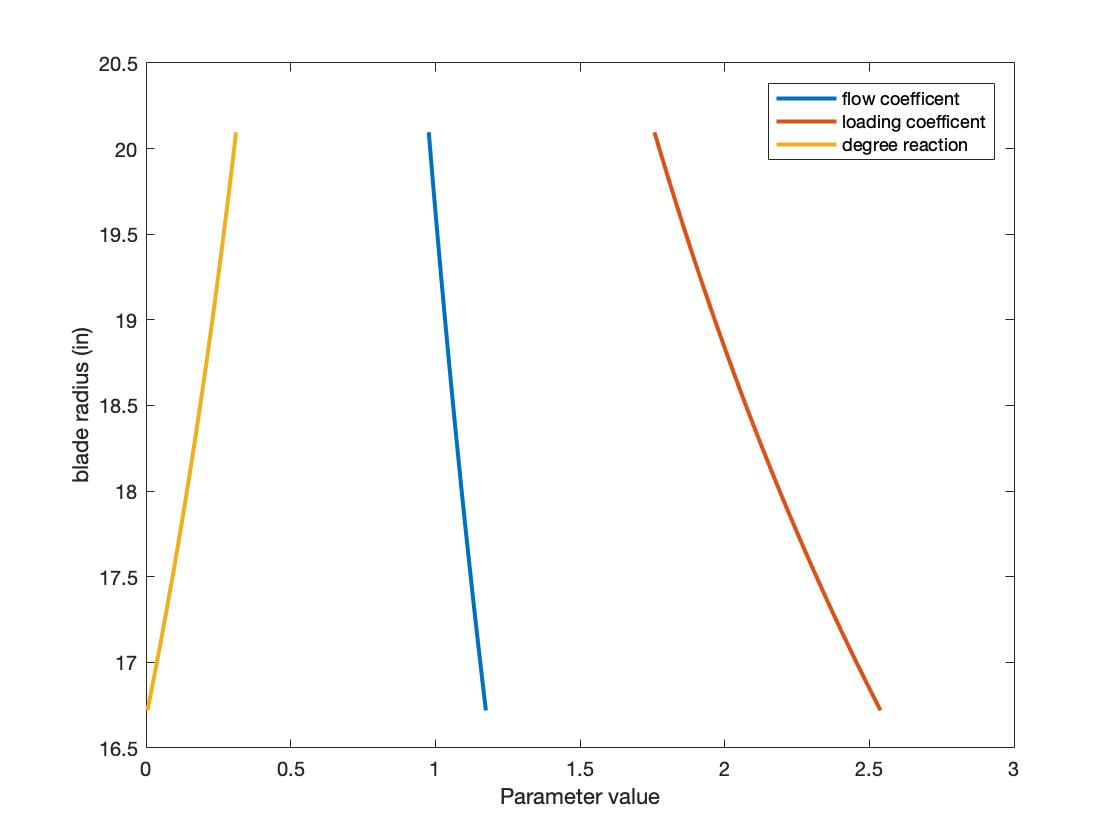 20.5
20
19.5
19
18.5
18
17.5
17
16.5
blade radius (in)
flow coefficent
loading coefficent
degree reaction
0 0.5 1 1.5 2 2.5 3
Parameter value